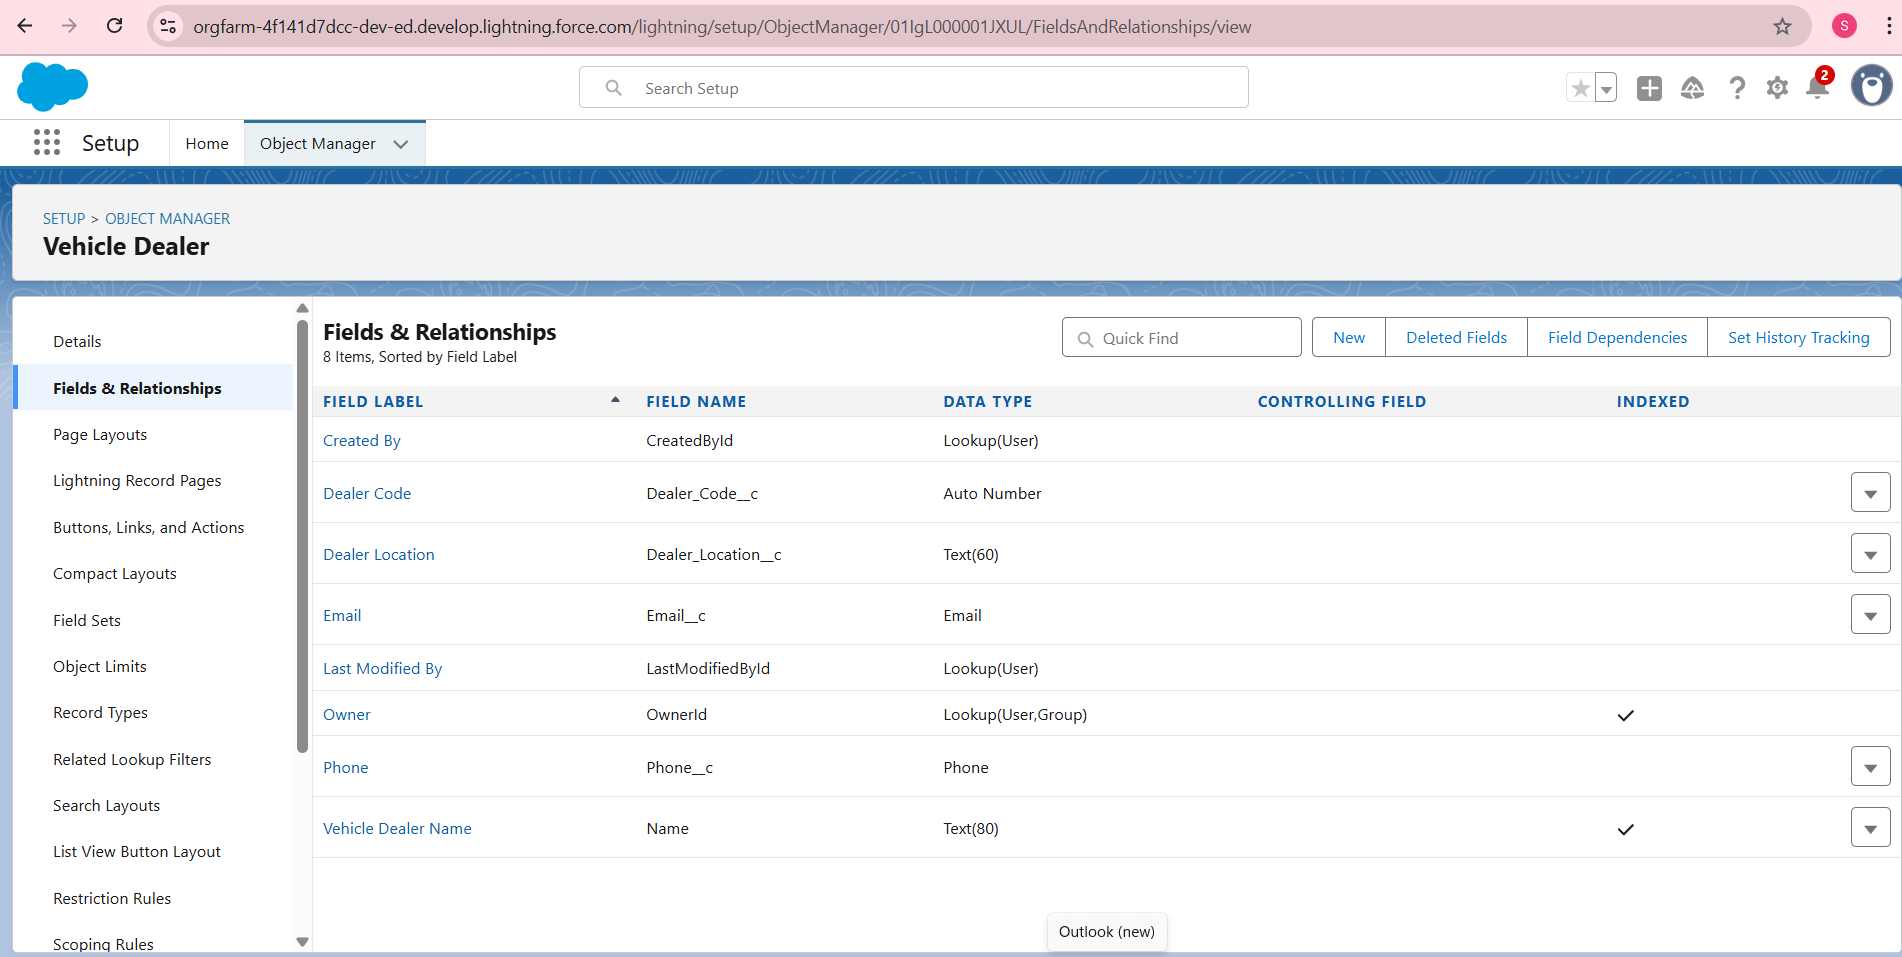 orgfarm-4f141d7dcc-dev-ed.develop.lightning.force.com/lightning/setup/ObjectManager/01IgL000001JXUL/FieldsAndRelationships/view
S
Search Setup
2
Setup
Home
Object Manager
SETUP > OBJECT MANAGER
Vehicle Dealer
Details
Fields & Relationships
Page Layouts
Lightning Record Pages
Buttons, Links, and Actions
Compact Layouts
Field Sets
Object Limits
Record Types
Related Lookup Filters
Search Layouts
List View Button Layout
Restriction Rules
Scoping Rules
Fields & Relationships
8 Items, Sorted by Field Label
Quick Find
New
Deleted Fields
Field Dependencies
Set History Tracking
FIELD LABEL FIELD NAME DATA TYPE CONTROLLING FIELD INDEXED
Created By CreatedById Lookup(User)
Dealer Code Dealer_Code__c Auto Number
Dealer Location Dealer_Location__c Text(60)
Email Email__c Email
Last Modified By LastModifiedById Lookup(User)
Owner OwnerId Lookup(User,Group)
Phone Phone__c Phone
Vehicle Dealer Name Name Text(80)
Outlook (new)